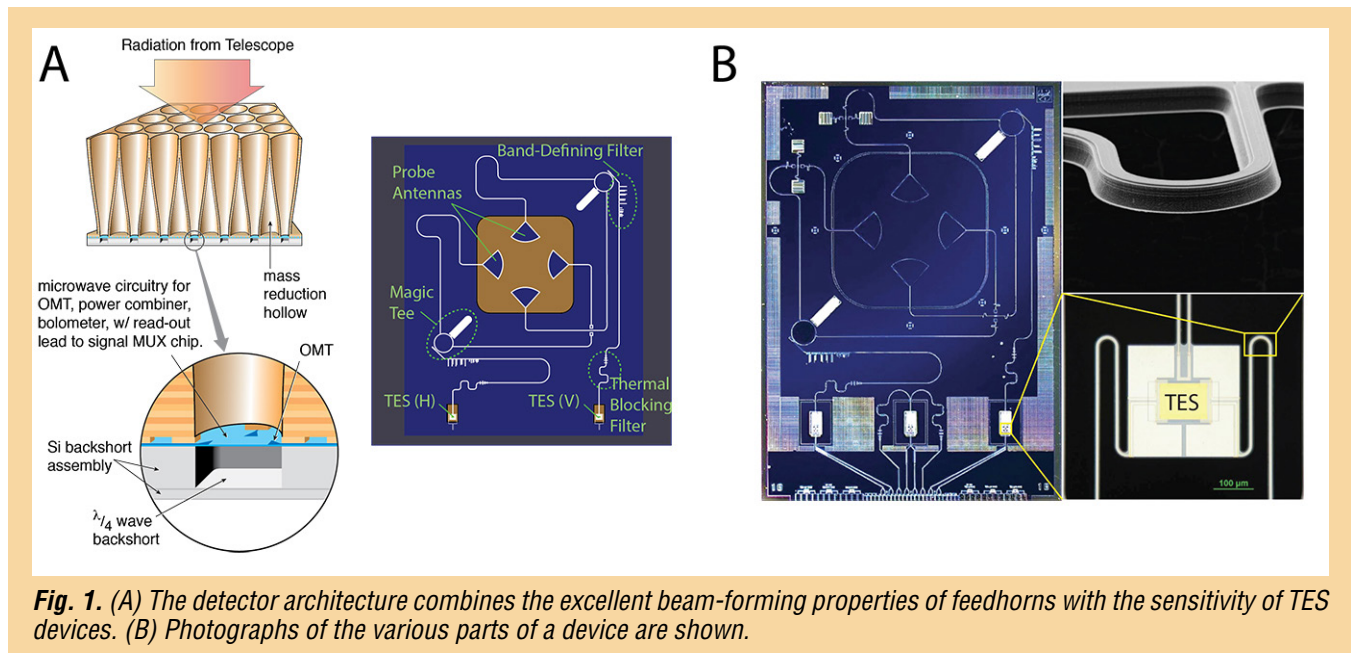 A
Radiation from Telescope
mass
reduction
hollow
microwave circuitry for
OMT, power combiner,
bolometer, w/ read-out
lead to signal MUX chip.
OMT
Si backshort
assembly
λ/4 wave
backshort
Band-Defining Filter
Probe
Antennas
Magic
Tee
TES (H)
TES (V)
Thermal
Blocking
Filter
B
TES
100 µm
Fig. 1. (A) The detector architecture combines the excellent beam-forming properties of feedhorns with the sensitivity of TES
devices. (B) Photographs of the various parts of a device are shown.